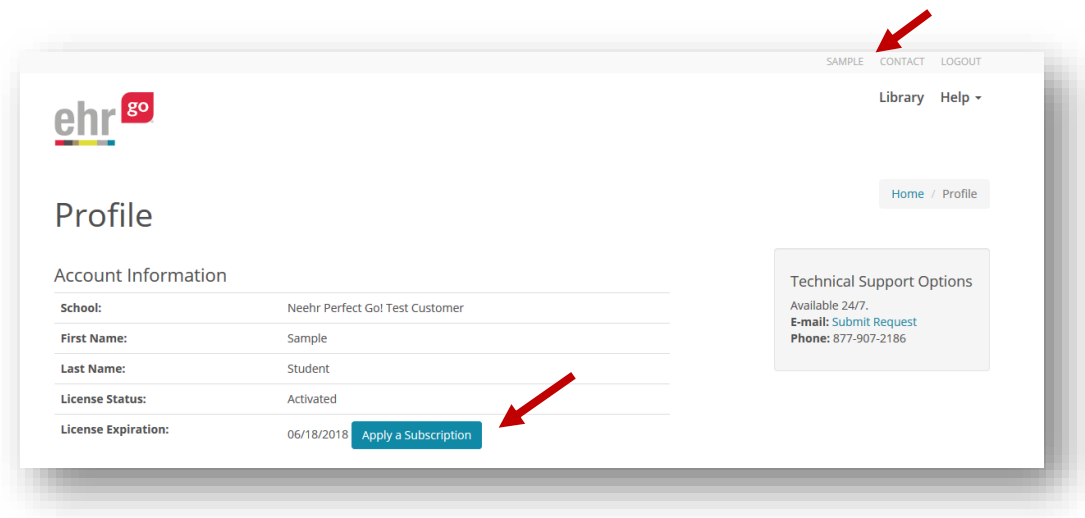 SAMPLE CONTACT LOGOUT
ehr go
Library Help
Home / Profile
Profile
Account Information
School: Neehr Perfect Go! Test Customer
First Name: Sample
Last Name: Student
License Status: Activated
License Expiration: 06/18/2018 Apply a Subscription
Technical Support Options
Available 24/7.
E-mail: Submit Request
Phone: 877-907-2186